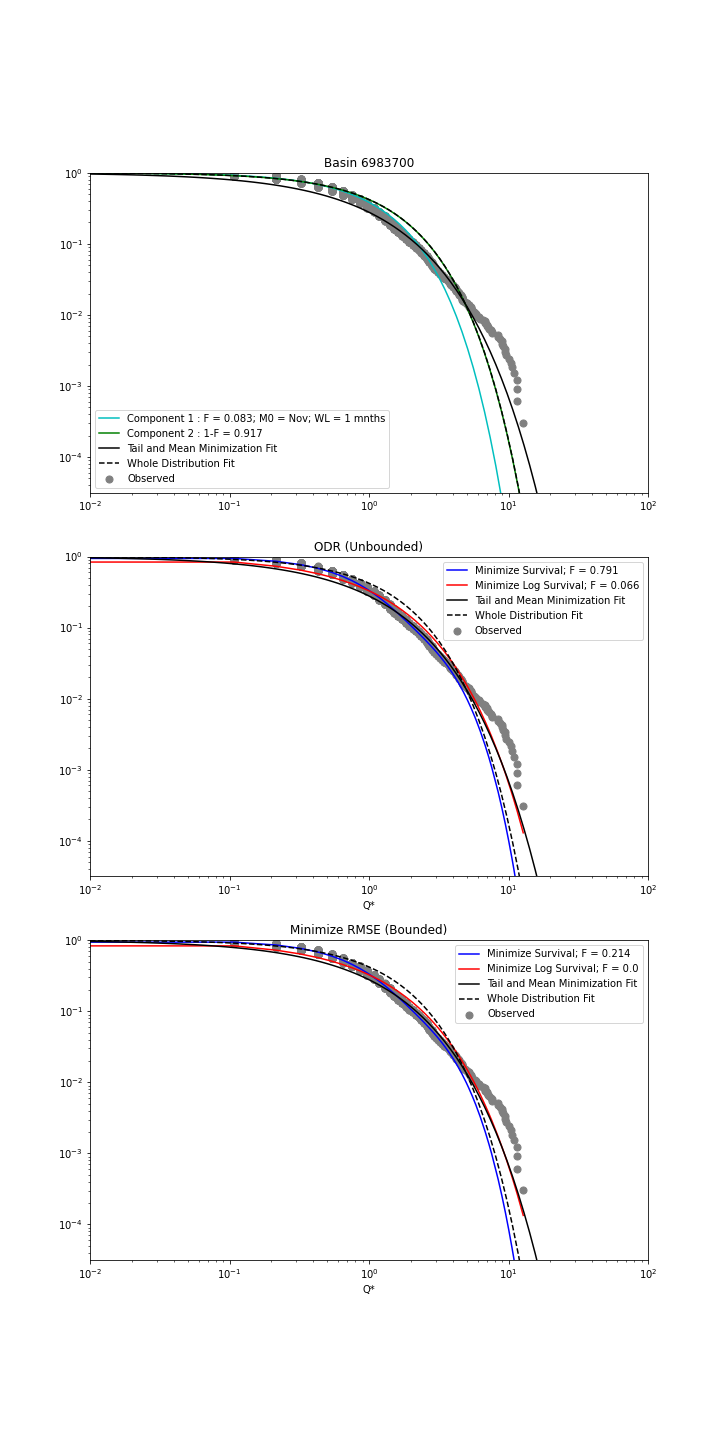 Basin 6983700
10⁰
10⁻¹
10⁻²
10⁻³
10⁻⁴
Component 1 : F = 0.083; M0 = Nov; WL = 1 mnths
Component 2 : 1-F = 0.917
Tail and Mean Minimization Fit
Whole Distribution Fit
Observed
10⁻² 10⁻¹ 10⁰ 10¹ 10²
ODR (Unbounded)
10⁰
10⁻¹
10⁻²
10⁻³
10⁻⁴
Minimize Survival; F = 0.791
Minimize Log Survival; F = 0.066
Tail and Mean Minimization Fit
Whole Distribution Fit
Observed
10⁻² 10⁻¹ 10⁰ 10¹ 10²
Q*
Minimize RMSE (Bounded)
10⁰
10⁻¹
10⁻²
10⁻³
10⁻⁴
Minimize Survival; F = 0.214
Minimize Log Survival; F = 0.0
Tail and Mean Minimization Fit
Whole Distribution Fit
Observed
10⁻² 10⁻¹ 10⁰ 10¹ 10²
Q*